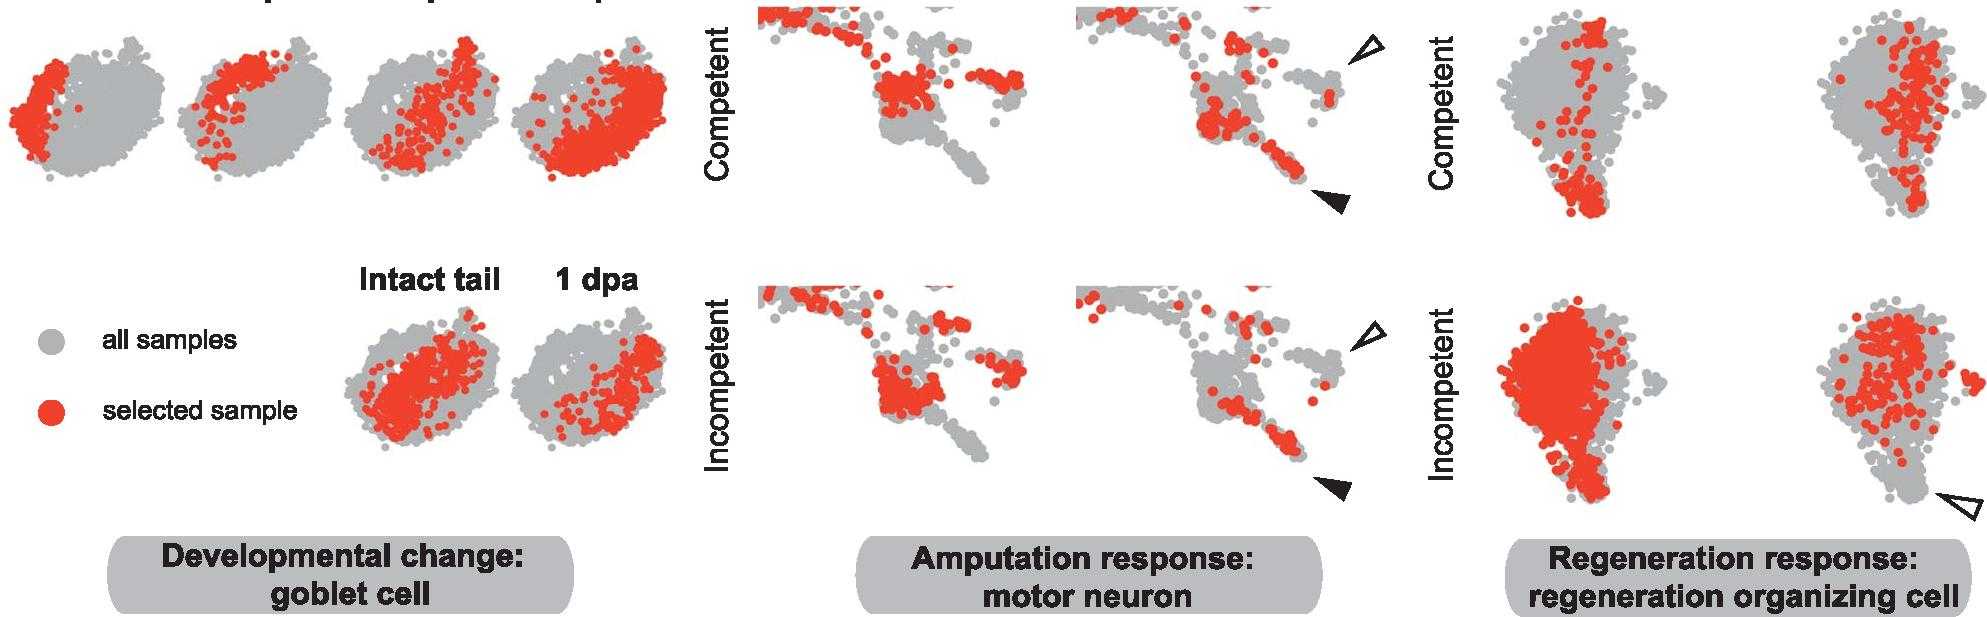 Competent
Competent
Intact tail
1 dpa
all samples
selected sample
Incompetent
Incompetent
Developmental change:
goblet cell
Amputation response:
motor neuron
Regeneration response:
regeneration organizing cell